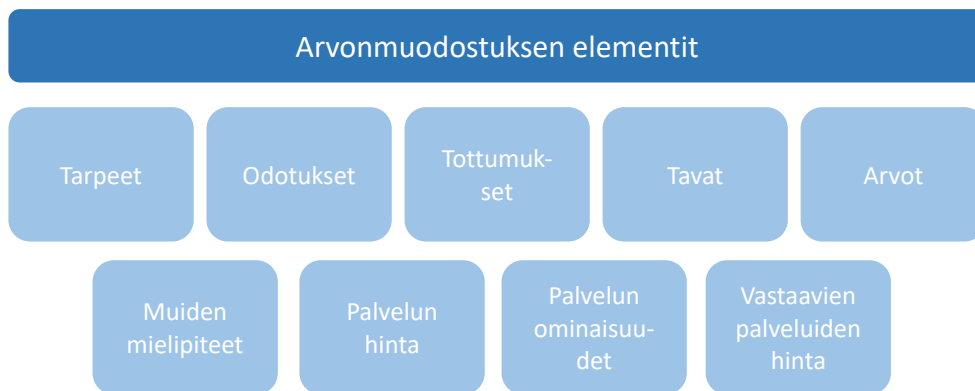 Arvonmuodostuksen elementit
Tarpeet
Odotukset
Tottumuk-
set
Tavat
Arvot
Muiden
mielipiteet
Palvelun
hinta
Palvelun
ominaisuu-
det
Vastaavien
palveluiden
hinta